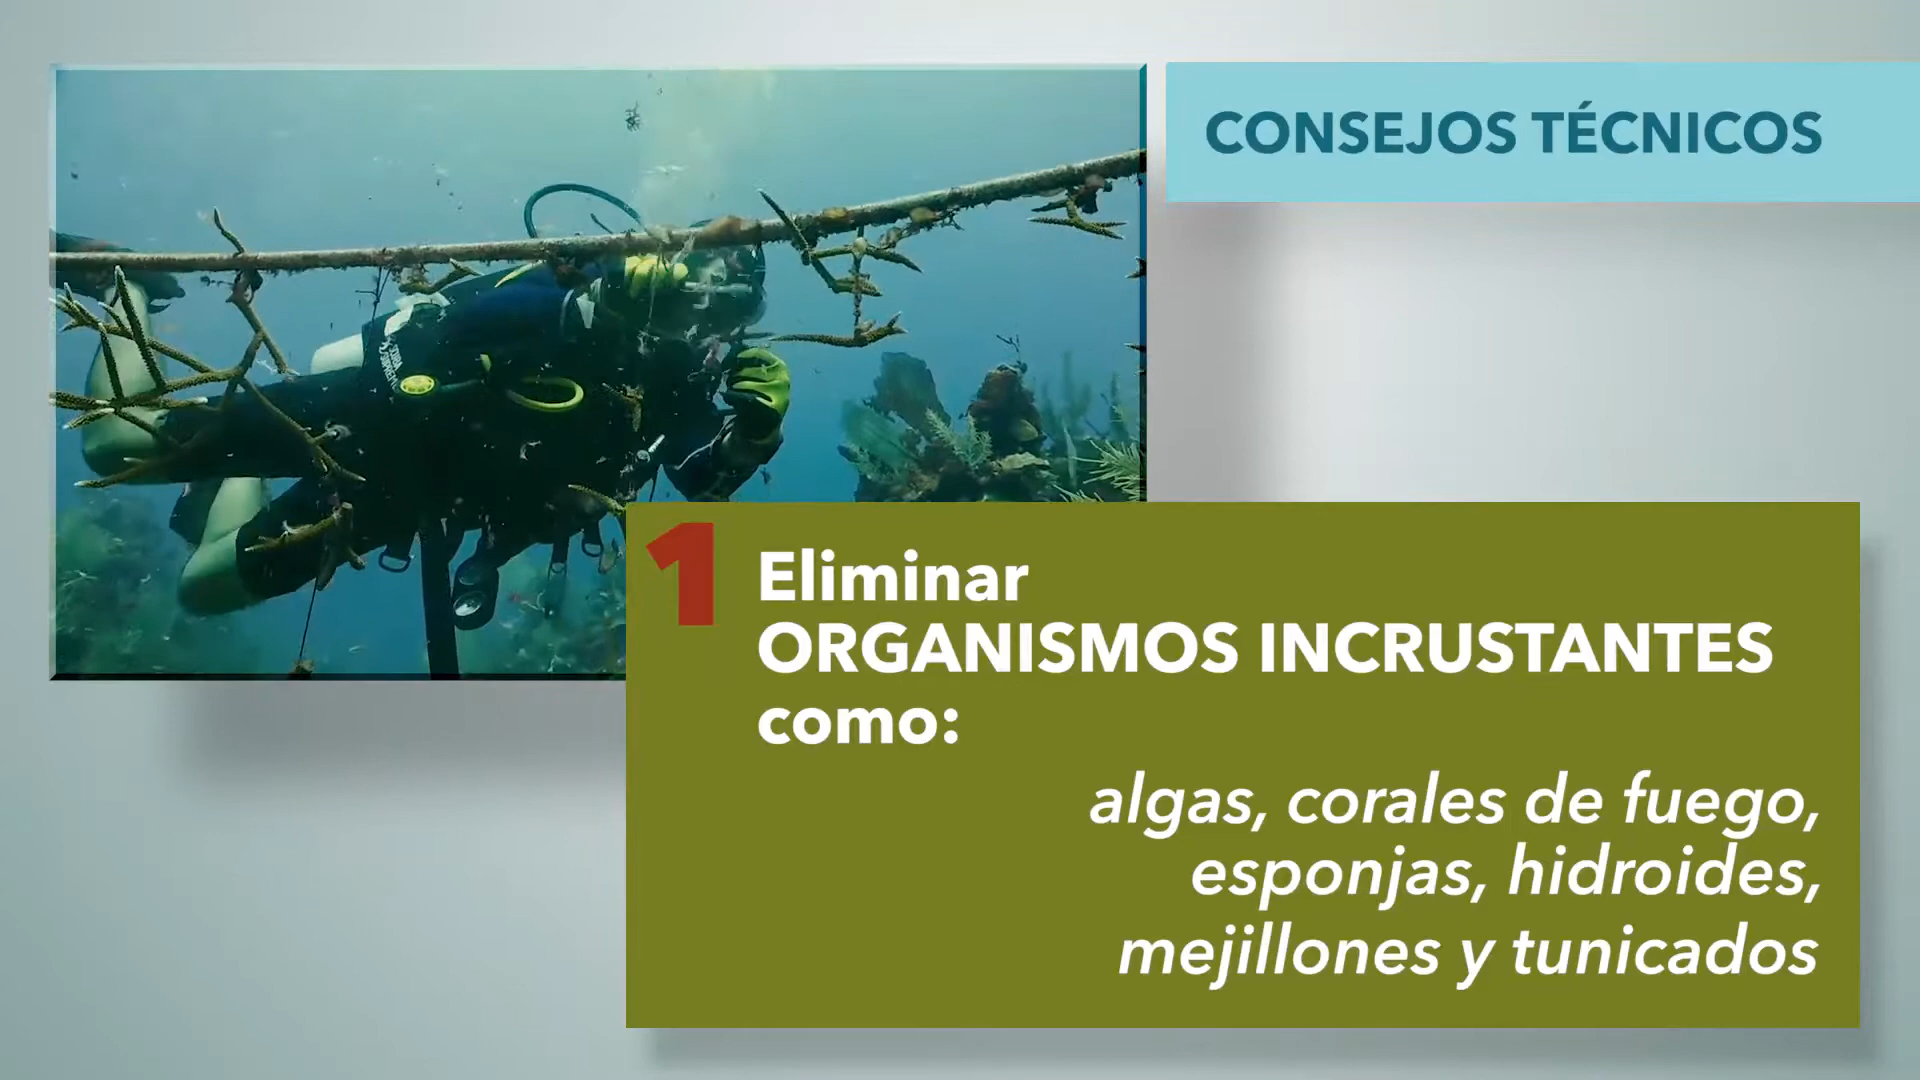 CONSEJOS TÉCNICOS
1 Eliminar
ORGANISMOS INCRUSTANTES
como:
algas, corales de fuego,
esponjas, hidroides,
mejillones y tunicados